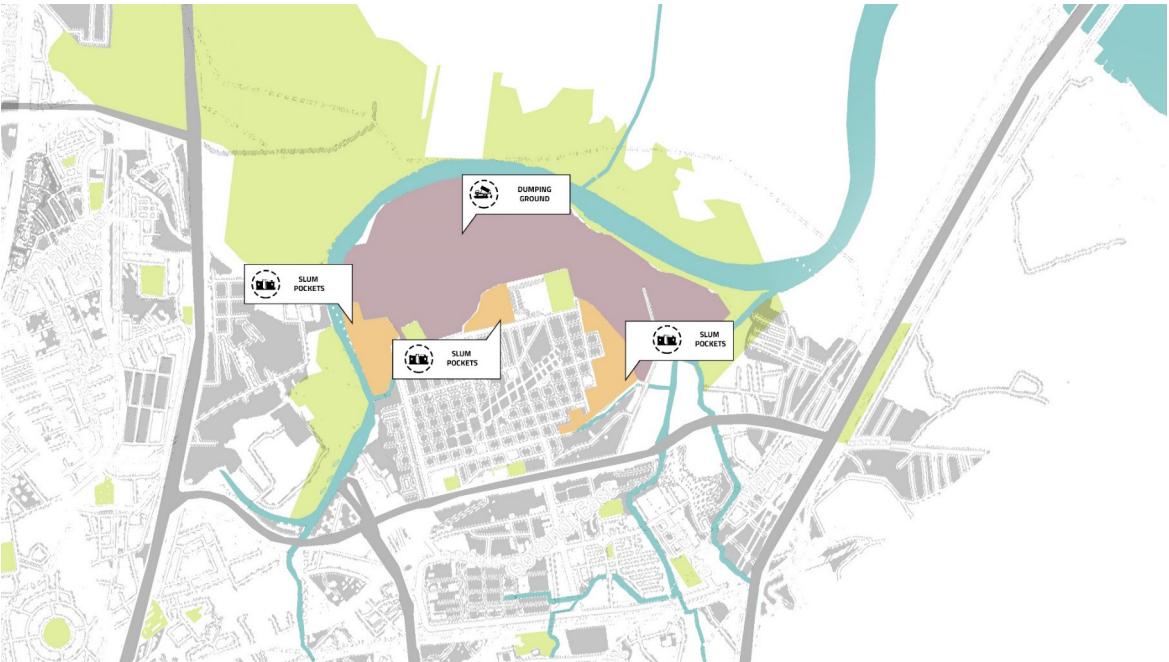 DUMPING
GROUND
SLUM
POCKETS
SLUM
POCKETS
SLUM
POCKETS